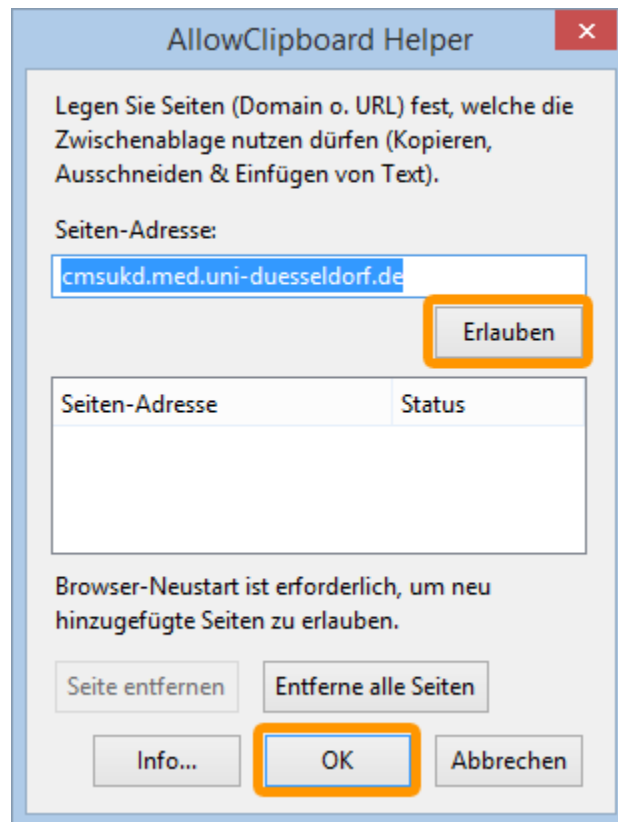 AllowClipboard Helper
Legen Sie Seiten (Domain o. URL) fest, welche die
Zwischenablage nutzen dürfen (Kopieren,
Ausschneiden & Einfügen von Text).
Seiten-Adresse:
cmsukd.med.uni-duesseldorf.de
Erlauben
Seiten-Adresse Status
Browser-Neustart ist erforderlich, um neu
hinzugefügte Seiten zu erlauben.
Seite entfernen Entferne alle Seiten
Info... OK Abbrechen